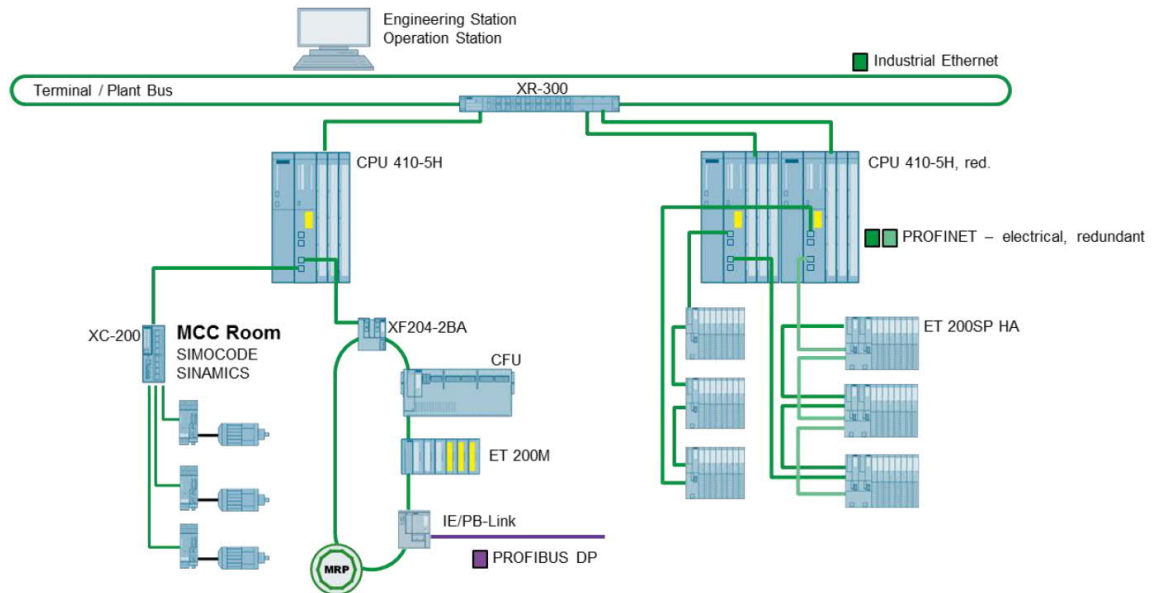 Engineering Station
Operation Station
Industrial Ethernet
Terminal / Plant Bus
XR-300
CPU 410-5H
CPU 410-5H, red.
PROFINET – electrical, redundant
XC-200
MCC Room
SIMOCODE
SINAMICS
XF204-2BA
CFU
ET 200SP HA
ET 200M
IE/PB-Link
PROFIBUS DP
MRP